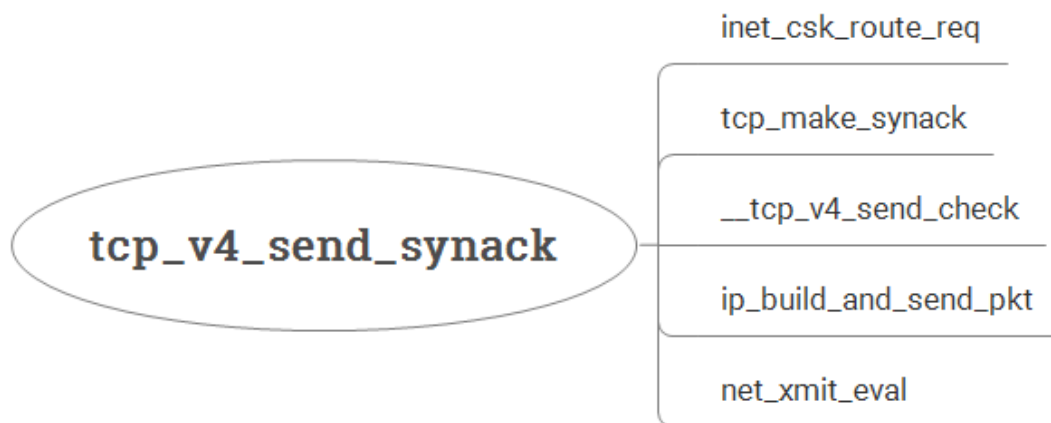 inet_csk_route_req
tcp_make_synack
__tcp_v4_send_check
tcp_v4_send_synack
ip_build_and_send_pkt
net_xmit_eval